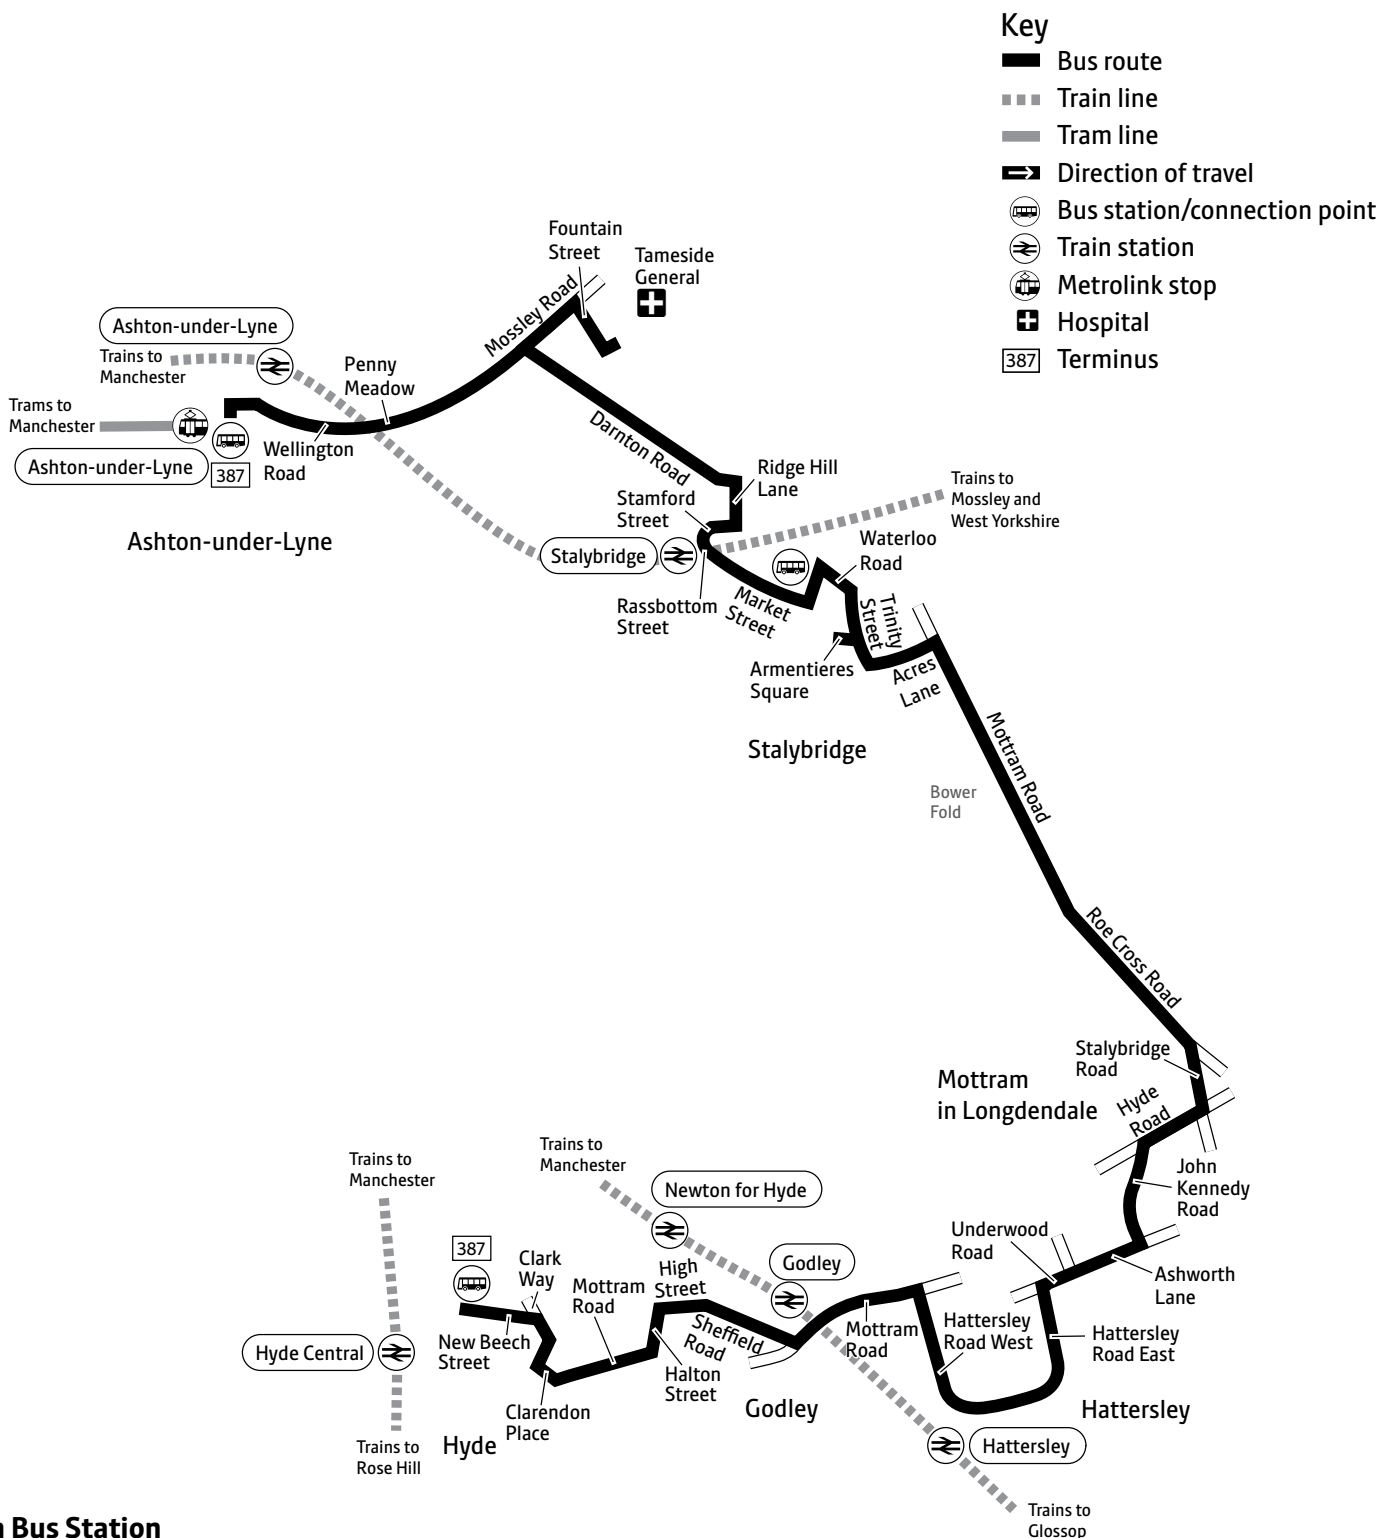 Key
Bus route
Train line
Tram line
Direction of travel
Bus station/connection point
Train station
Metrolink stop
Hospital
387 Terminus
Fountain
Street
Tameside
General
Mossley Road
Ashton-under-Lyne
Trains to
Manchester
Penny
Meadow
Trams to
Manchester
Ashton-under-Lyne
387
Wellington
Road
Ashton-under-Lyne
Darnton Road
Ridge Hill
Lane
Stamford
Street
Trains to
Mossley and
West Yorkshire
Stalybridge
Waterloo
Road
Rassbottom
Street
Market
Street
Trinity
Street
Armentieres
Square
Acres
Lane
Stalybridge
Mottram Road
Bower
Fold
Roe Cross Road
Stalybridge
Road
Mottram
in Longdendale
Hyde
Road
John
Kennedy
Road
Underwood
Road
Ashworth
Lane
Hattersley
Road East
Hattersley
Road West
Hattersley
Hattersley
Trains to
Glossop
Trains to
Manchester
Newton for Hyde
Godley
Mottram
Road
High
Street
Sheffield
Road
Halton
Street
Godley
Mottram
Road
Clark
Way
387
New Beech
Street
Clarendon
Place
Hyde
Trains to
Manchester
Hyde Central
Trains to
Rose Hill
Bus Station